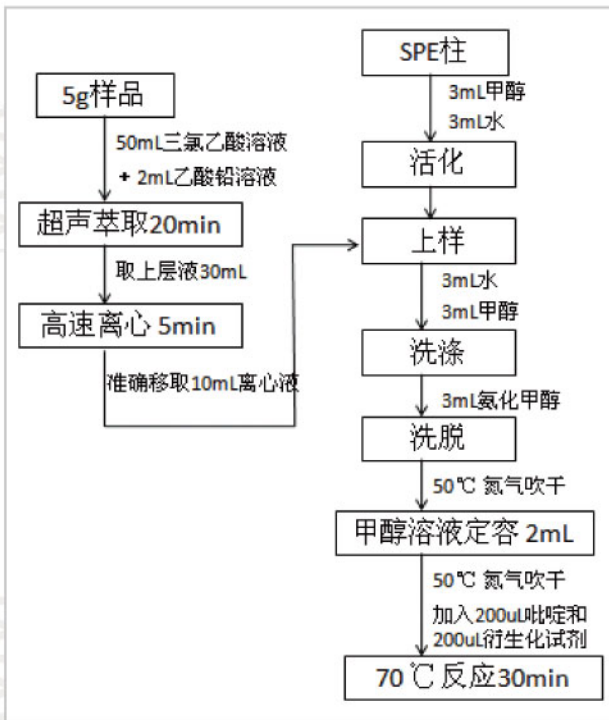 5g样品
50mL三氯乙酸溶液
+ 2mL乙酸铅溶液
超声萃取20min
取上层液30mL
高速离心 5min
准确移取10mL离心液
SPE柱
3mL甲醇
3mL水
活化
上样
3mL水
3mL甲醇
洗涤
3mL氨化甲醇
洗脱
50℃ 氮气吹干
甲醇溶液定容 2mL
50℃ 氮气吹干
加入200uL吡啶和
200uL衍生化试剂
70℃反应30min